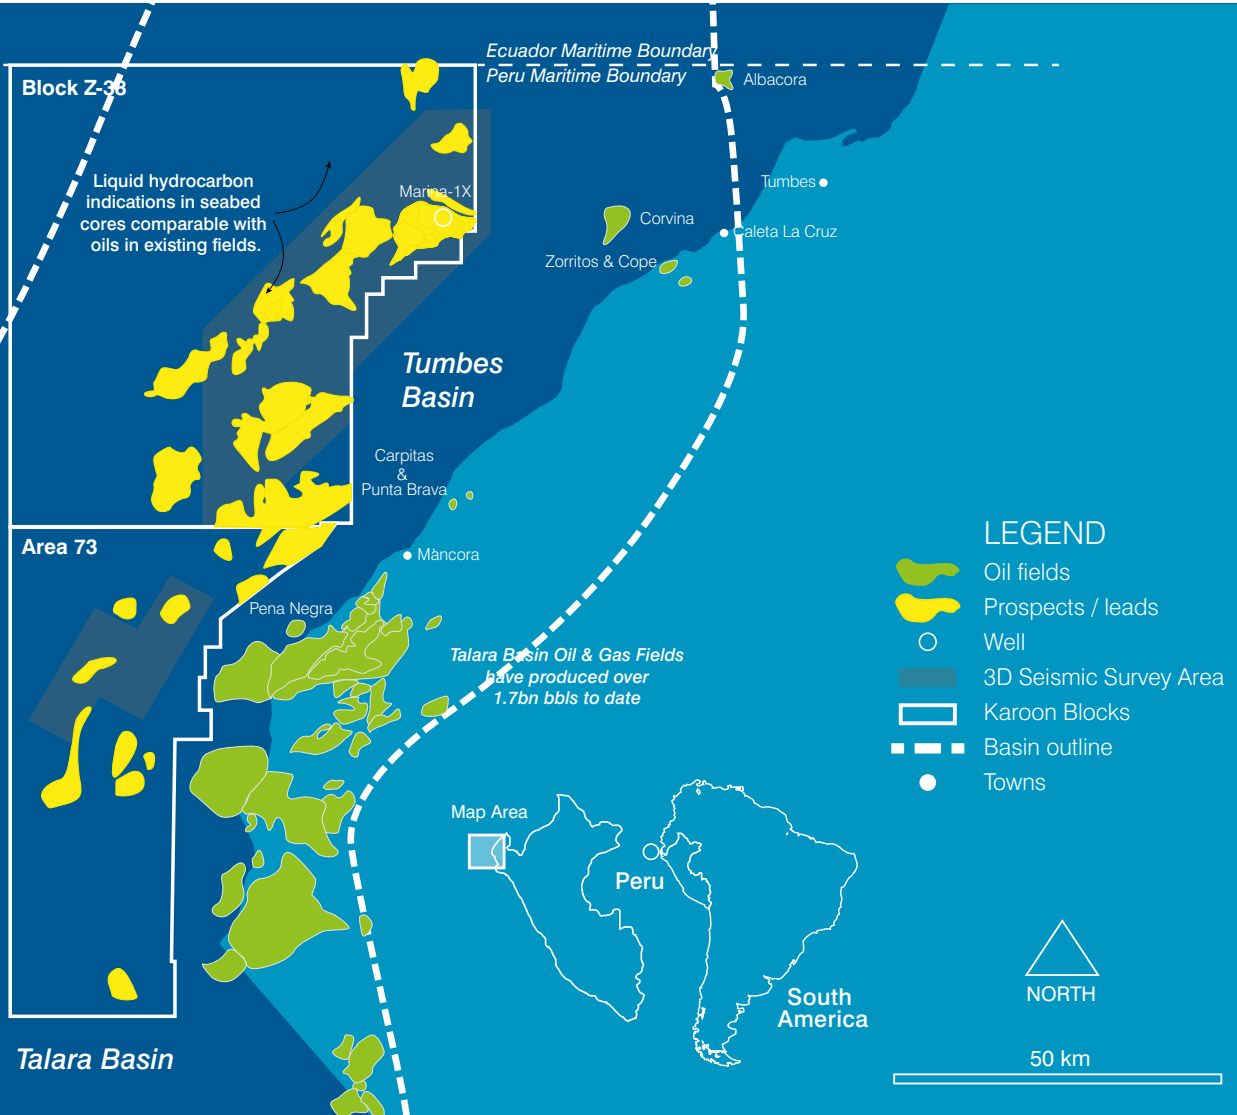 Ecuador Maritime Boundary
Peru Maritime Boundary
Albacora
Block Z-38
Liquid hydrocarbon
indications in seabed
cores comparable with
oils in existing fields.
Marina-1X
Tumbes
Corvina
Caleta La Cruz
Zorritos & Cope
Tumbes
Basin
Carpitas
&
Punta Brava
Area 73
Màncora
Pena Negra
Talara Basin Oil & Gas Fields
have produced over
1.7bn bbls to date
LEGEND
Oil fields
Prospects / leads
Well
3D Seismic Survey Area
Karoon Blocks
Basin outline
Towns
Map Area
Peru
South
America
NORTH
Talara Basin
50 km